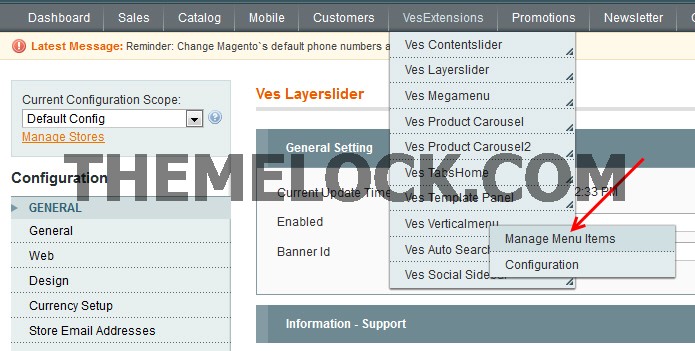 Dashboard Sales Catalog Mobile Customers VesExtensions Promotions Newsletter
Latest Message: Reminder: Change Magento`s default phone numbers a
Current Configuration Scope:
Default Config
Manage Stores
Configuration
GENERAL
General
Web
Design
Currency Setup
Store Email Addresses
Ves Layerslider
General Setting
Current Update Time 2:33 PM
Enabled
Banner Id
Information - Support
Ves Contentslider
Ves Layerslider
Ves Megamenu
Ves Product Carousel
Ves Product Carousel2
Ves TabsHome
Ves Template Panel
Ves Verticalmenu
Ves Auto Search
Ves Social Sidebar
Manage Menu Items
Configuration
THEMELOCK.COM